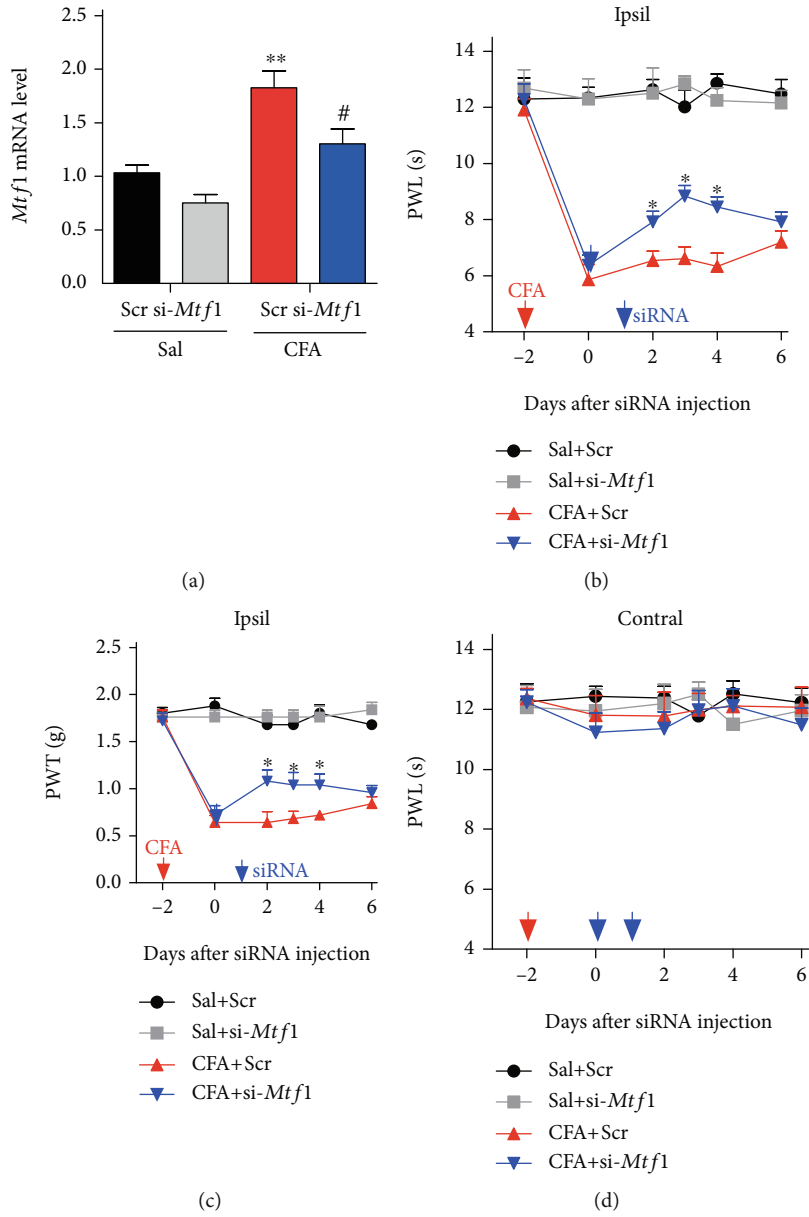 2.5
2.0
1.5
1.0
0.5
0.0
Mtf1 mRNA level
**
#
Scr si-Mtf1 Scr si-Mtf1
Sal CFA
(a)
Ipsil
14
12
10
8
6
4
PWL (s)
* * *
CFA
siRNA
−2 0 2 4 6
Days after siRNA injection
Sal+Scr
Sal+si-Mtf1
CFA+Scr
CFA+si-Mtf1
(b)
Ipsil
2.5
2.0
1.5
1.0
0.5
0.0
PWT (g)
* * *
CFA
siRNA
−2 0 2 4 6
Days after siRNA injection
Sal+Scr
Sal+si-Mtf1
CFA+Scr
CFA+si-Mtf1
(c)
Contral
14
12
10
8
6
4
PWL (s)
−2 0 2 4 6
Days after siRNA injection
Sal+Scr
Sal+si-Mtf1
CFA+Scr
CFA+si-Mtf1
(d)